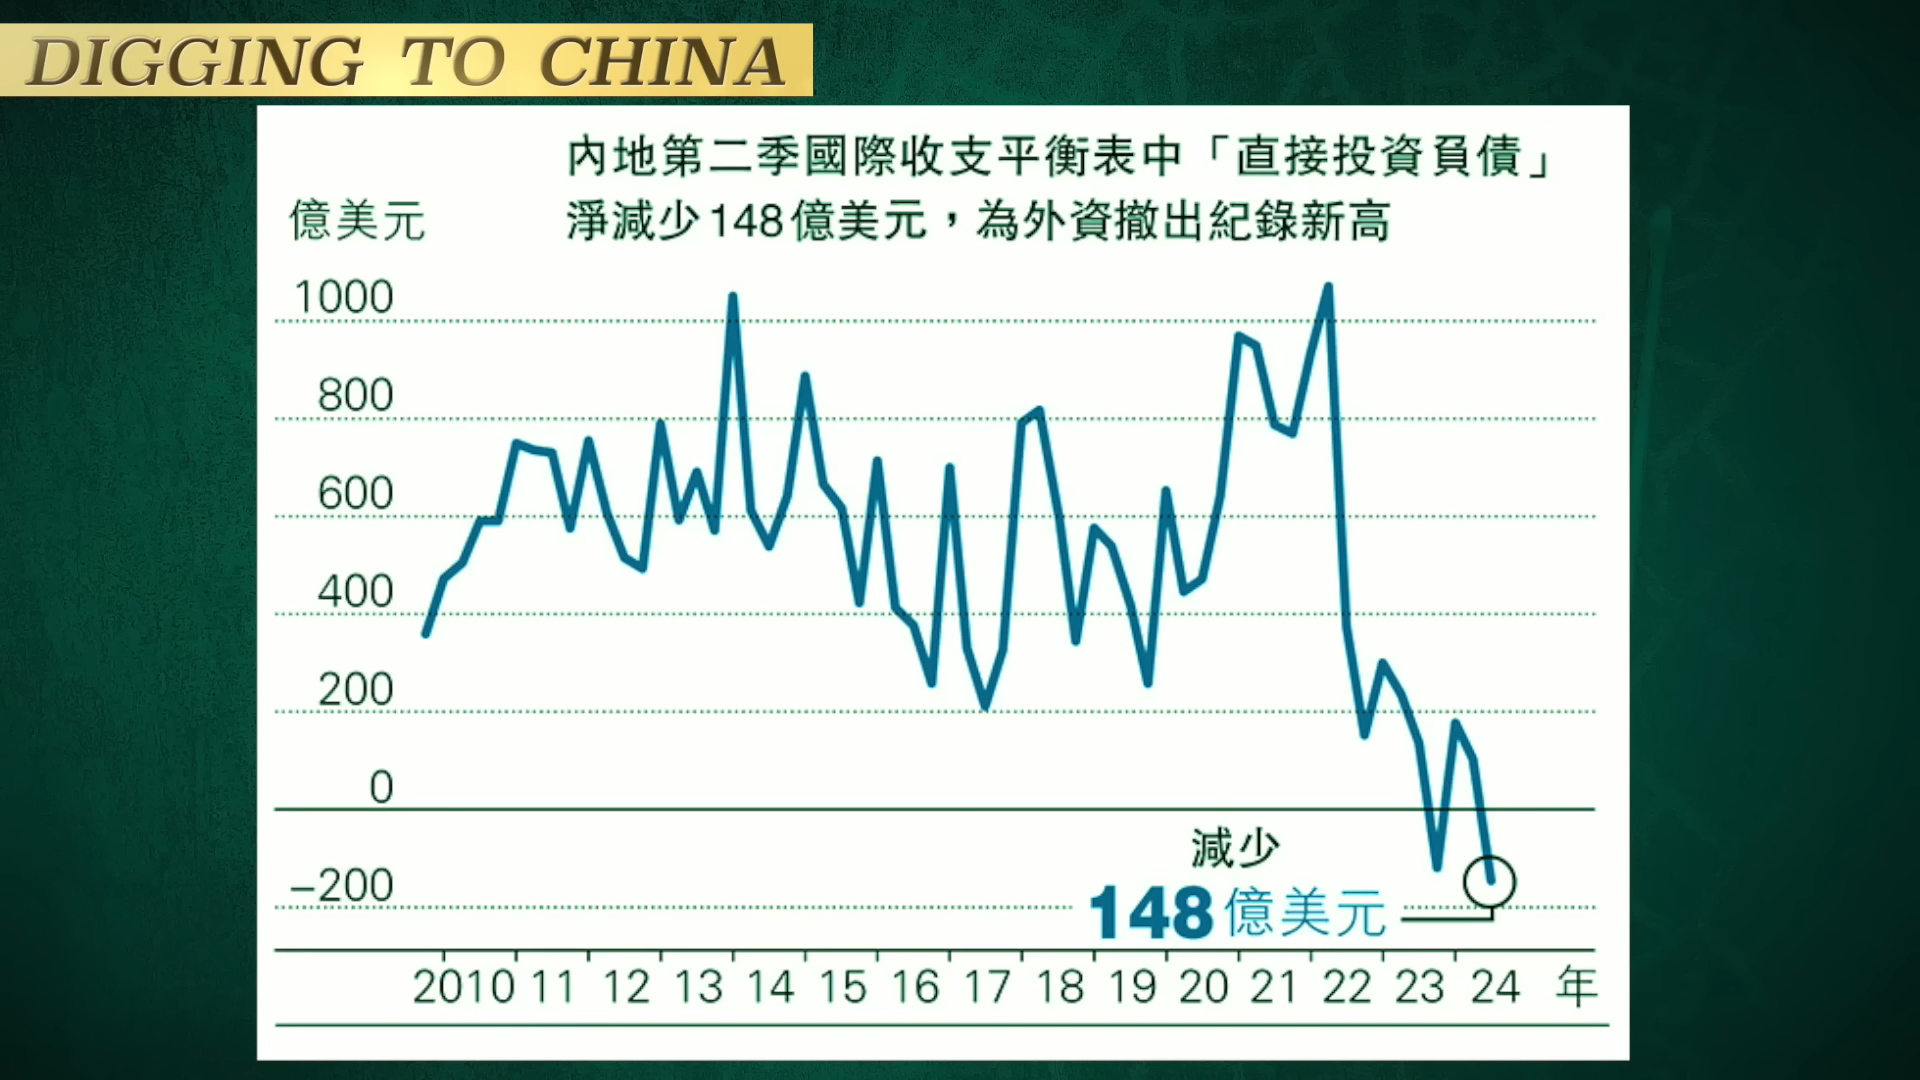 DIGGING TO CHINA
內地第二季國際收支平衡表中「直接投資負債」
淨減少148億美元，為外資撤出紀錄新高
億美元
1000
800
600
400
200
0
–200
減少
148億美元
2010 11 12 13 14 15 16 17 18 19 20 21 22 23 24 年